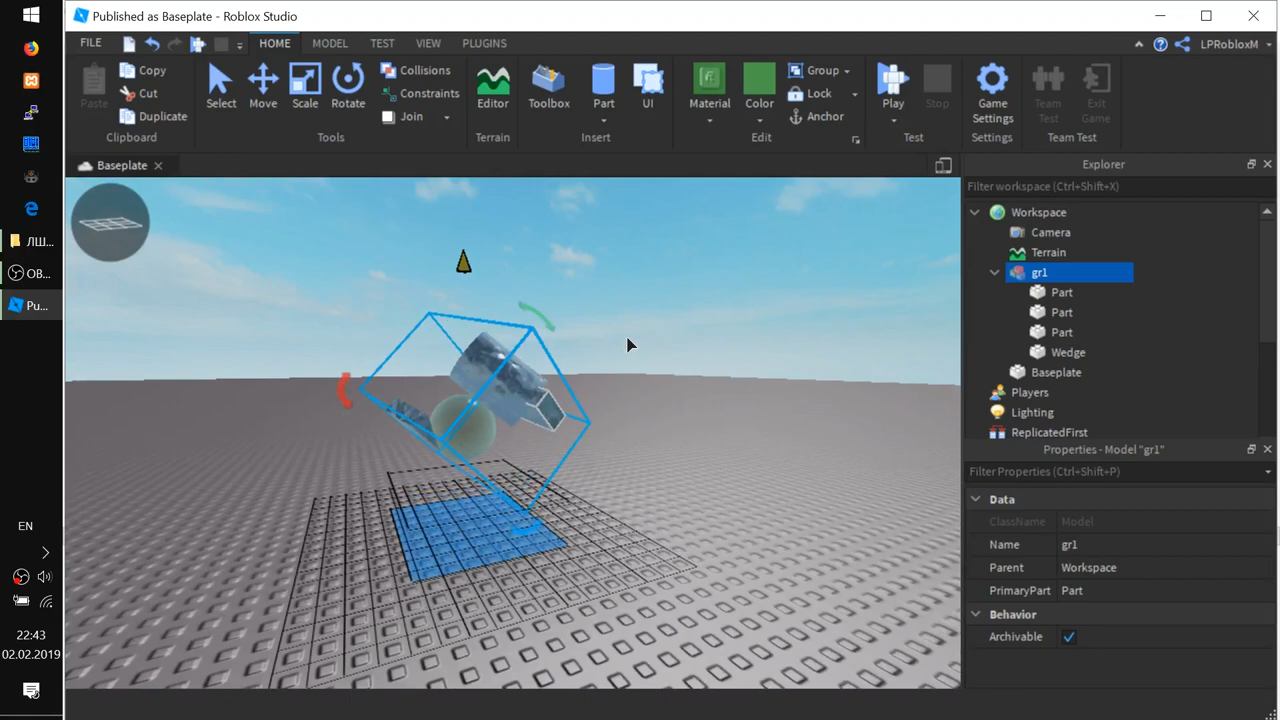 Published as Baseplate - Roblox Studio
FILE HOME MODEL TEST VIEW PLUGINS LPRobloxM
Paste Copy Cut Duplicate
Clipboard
Select Move Scale Rotate Collisions Constraints Join
Tools
Editor
Terrain
Toolbox Part UI
Insert
Material Color Group Lock Anchor
Edit
Play Stop
Test
Game Settings
Settings
Team Test Exit Game
Team Test
Baseplate
Explorer
Filter workspace (Ctrl+Shift+X)
Workspace
Camera
Terrain
gr1
Part
Part
Part
Wedge
Baseplate
Players
Lighting
ReplicatedFirst
Properties - Model "gr1"
Filter Properties (Ctrl+Shift+P)
Data
ClassName Model
Name gr1
Parent Workspace
PrimaryPart Part
Behavior
Archivable
ЛШ...
OB...
Pu...
EN
22:43
02.02.2019